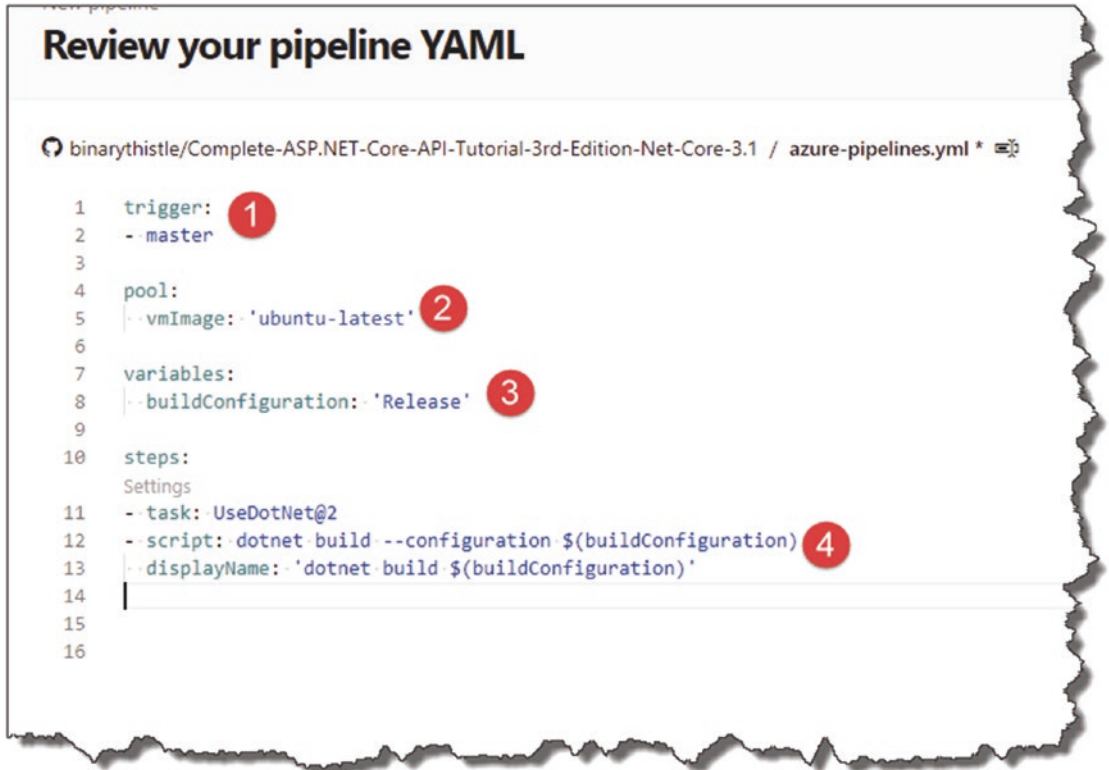 New pipeline
Review your pipeline YAML
binarythistle/Complete-ASP.NET-Core-API-Tutorial-3rd-Edition-Net-Core-3.1 / azure-pipelines.yml *
1 trigger: 1
2 - master
3
4 pool:
5 vmImage: 'ubuntu-latest' 2
6
7 variables:
8 buildConfiguration: 'Release' 3
9
10 steps:
Settings
11 - task: UseDotNet@2
12 - script: dotnet build --configuration $(buildConfiguration) 4
13 displayName: 'dotnet build $(buildConfiguration)'
14
15
16